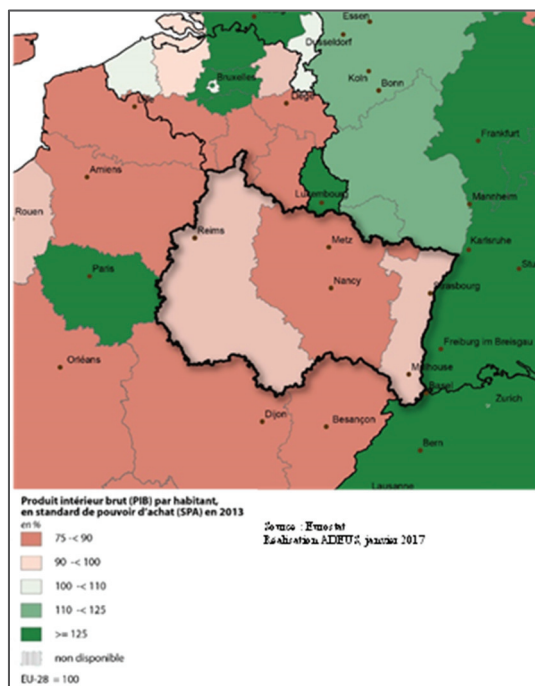 Essen
Dusseldorf
Koln
Bonn
Bruxelles
Lille
Liège
Frankfurt
Amiens
Luxembourg
Mannheim
Rouen
Reims
Metz
Karlsruhe
Paris
Nancy
Strasbourg
Stu
Orléans
Mulhouse
Freiburg im Breisgau
Basel
Zurich
Dijon
Besançon
Bern
Lausanne
Produit intérieur brut (PIB) par habitant,
en standard de pouvoir d'achat (SPA) en 2013
en %
Source : Eurostat
Réalisation ADEUS, janvier 2017
75 -< 90
90 -< 100
100 -< 110
110 -< 125
>= 125
non disponible
EU-28 = 100